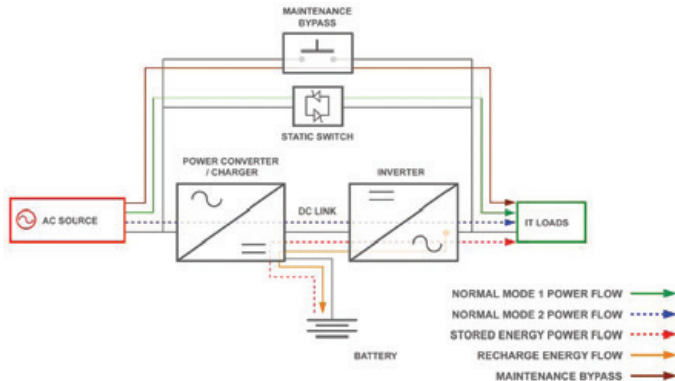 MAINTENANCE
BYPASS
STATIC SWITCH
POWER CONVERTER
/ CHARGER
INVERTER
AC SOURCE
DC LINK
IT LOADS
BATTERY
NORMAL MODE 1 POWER FLOW
NORMAL MODE 2 POWER FLOW
STORED ENERGY POWER FLOW
RECHARGE ENERGY FLOW
MAINTENANCE BYPASS